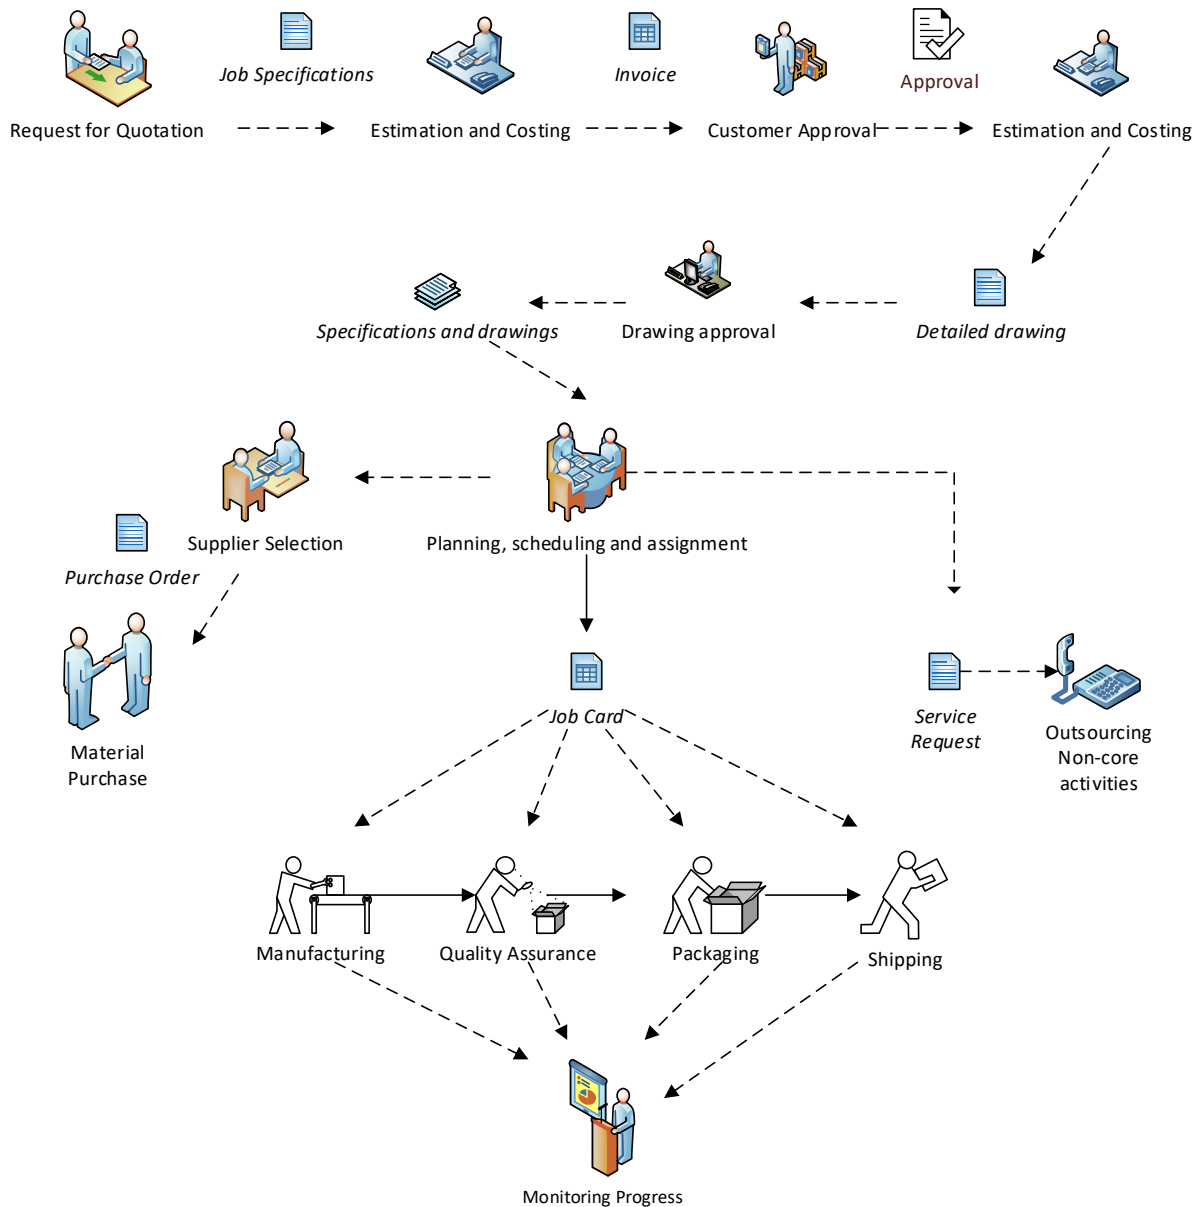 Job Specifications
Invoice
Approval
Request for Quotation
Estimation and Costing
Customer Approval
Estimation and Costing
Specifications and drawings
Drawing approval
Detailed drawing
Supplier Selection
Planning, scheduling and assignment
Purchase Order
Job Card
Service
Request
Material
Purchase
Outsourcing
Non-core
activities
Manufacturing
Quality Assurance
Packaging
Shipping
Monitoring Progress